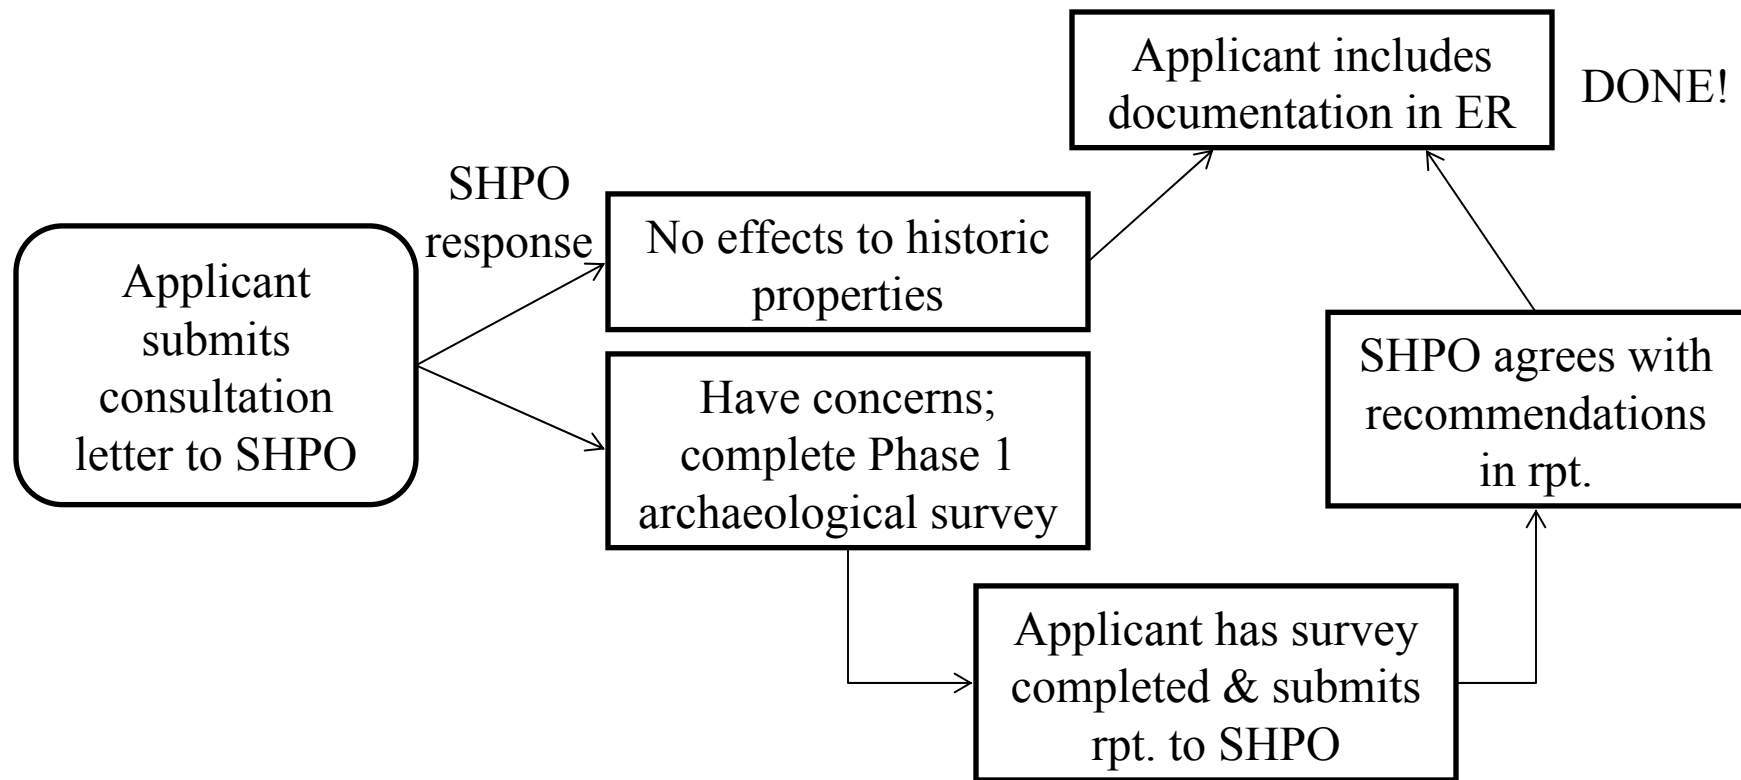 Applicant
submits
consultation
letter to SHPO
SHPO
response
No effects to historic
properties
Have concerns;
complete Phase 1
archaeological survey
Applicant has survey
completed & submits
rpt. to SHPO
SHPO agrees with
recommendations
in rpt.
Applicant includes
documentation in ER
DONE!